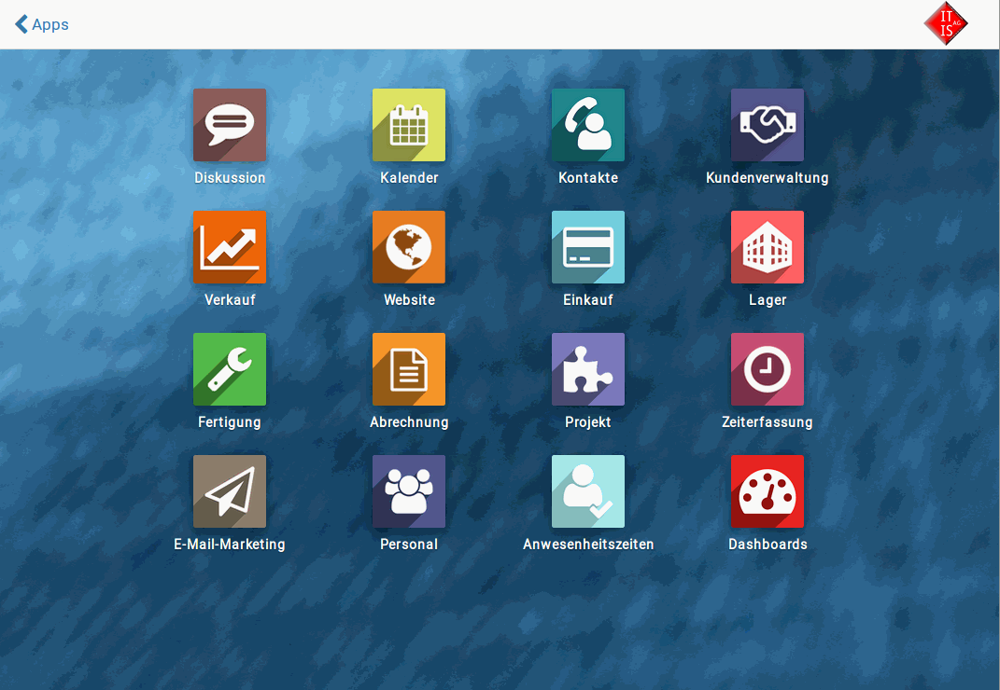 Apps
IT
AG
IS
Diskussion
Kalender
Kontakte
Kundenverwaltung
Verkauf
Website
Einkauf
Lager
Fertigung
Abrechnung
Projekt
Zeiterfassung
E-Mail-Marketing
Personal
Anwesenheitszeiten
Dashboards